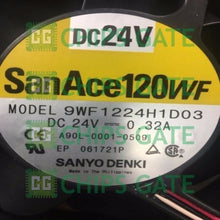 DC24V
SanAce120WF
MODEL 9WF1224H1D03
DC 24V 0.32A
A90L-0001-0509
EP 061721P
SANYO DENKI
CHIPS GATE